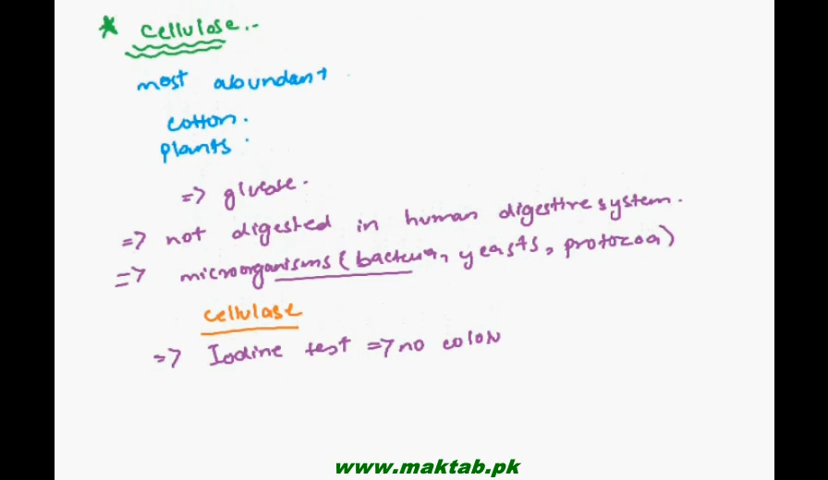 * Cellulose.-
most abundant.
cotton.
plants.
=> glucose.
=> not digested in human digestive system.
=> microorganisms (bacteria, yeasts, protozoa)
cellulase
=> Iodine test => no color
www.maktab.pk